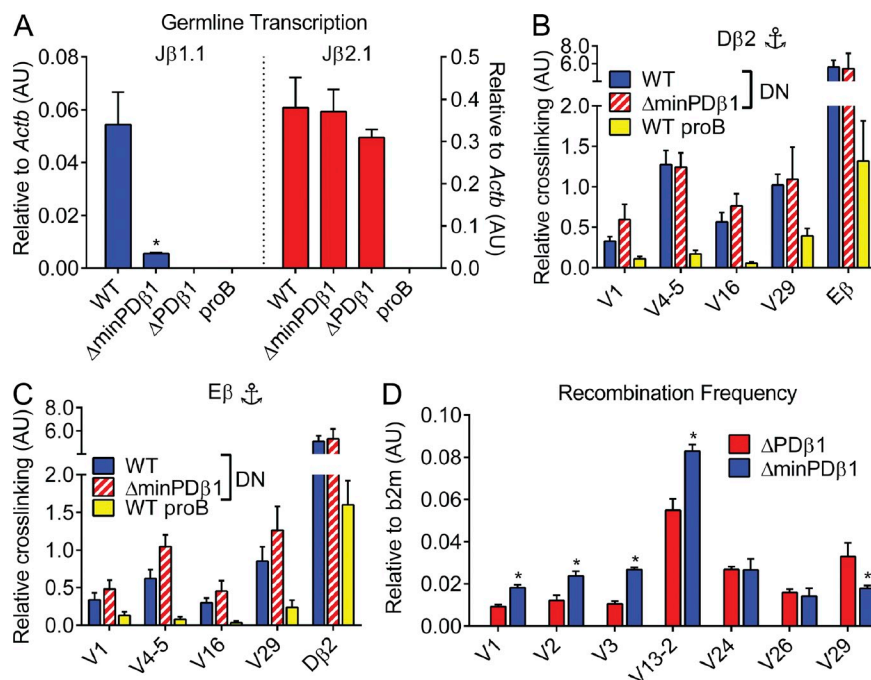 A
Germline Transcription
Jβ1.1
Jβ2.1
Relative to Actb (AU)
0.08
0.06
0.04
0.02
0.00
*
0.5
0.4
0.3
0.2
0.1
0.0
Relative to Actb (AU)
WT
ΔminPDβ1
ΔPDβ1
proB
WT
ΔminPDβ1
ΔPDβ1
proB
B
Dβ2
Relative crosslinking (AU)
8.0
6.0
4.0
2.0
1.5
1.0
0.5
0.0
WT
ΔminPDβ1
DN
WT proB
V1
V4-5
V16
V29
Eβ
C
Eβ
Relative crosslinking (AU)
8.0
6.0
4.0
2.0
1.5
1.0
0.5
0.0
WT
ΔminPDβ1
DN
WT proB
V1
V4-5
V16
V29
Dβ2
D
Recombination Frequency
Relative to b2m (AU)
0.10
0.08
0.06
0.04
0.02
0.00
ΔPDβ1
ΔminPDβ1
*
*
*
*
*
V1
V2
V3
V13-2
V24
V26
V29